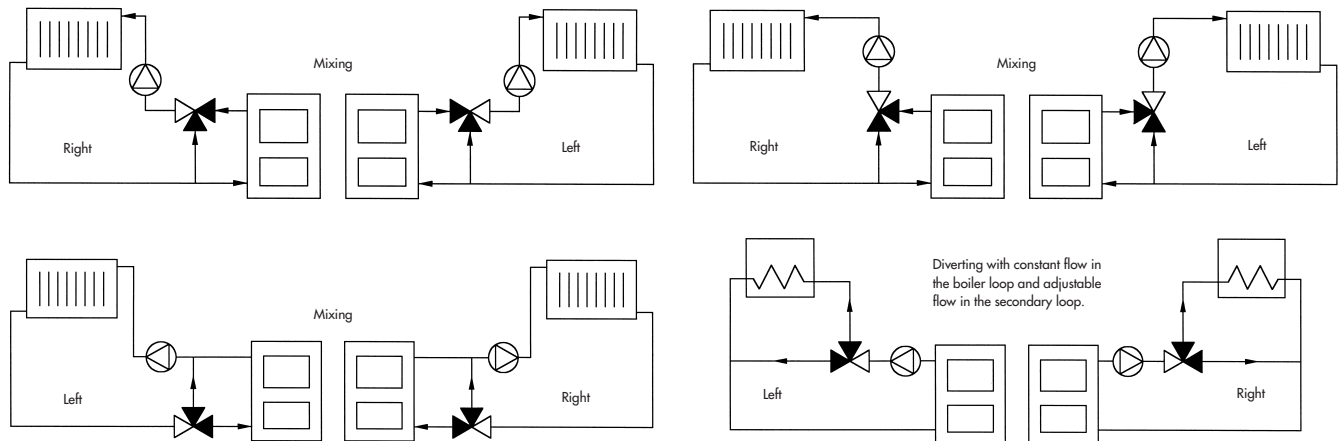 Mixing
Right
Left
Mixing
Right
Left
Mixing
Left
Right
Diverting with constant flow in
the boiler loop and adjustable
flow in the secondary loop.
Left
Right